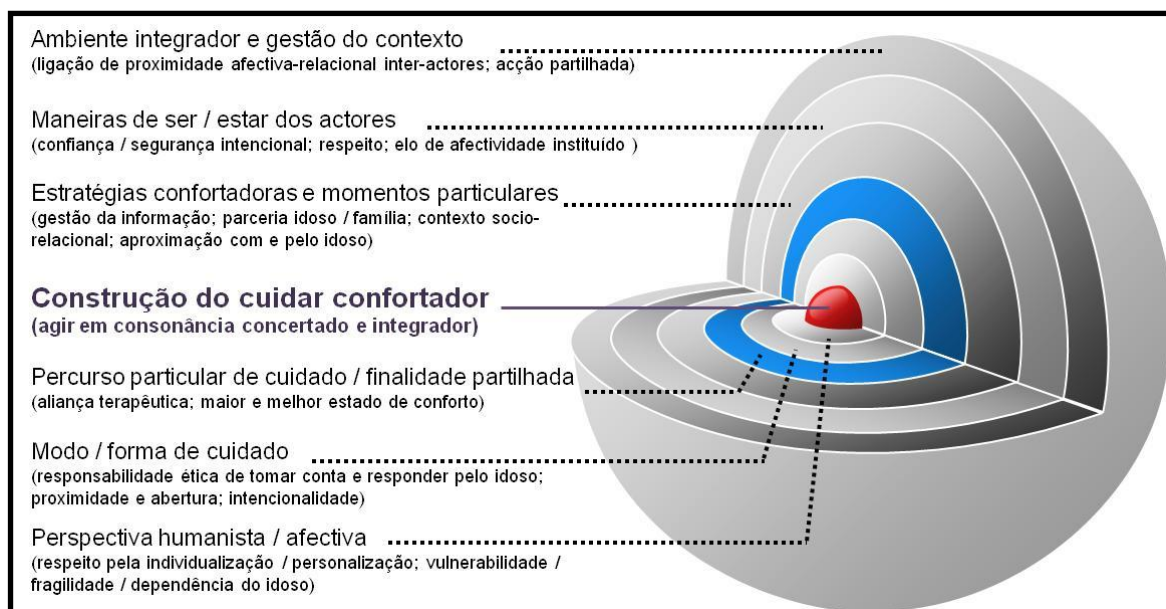 Ambiente integrador e gestão do contexto
(ligação de proximidade afectiva-relacional inter-actores; acção partilhada)
Maneiras de ser / estar dos actores
(confiança / segurança intencional; respeito; elo de afectividade instituído )
Estratégias confortadoras e momentos particulares
(gestão da informação; parceria idoso / família; contexto socio-
relacional; aproximação com e pelo idoso)
Construção do cuidar confortador
(agir em consonância concertado e integrador)
Percurso particular de cuidado / finalidade partilhada
(aliança terapêutica; maior e melhor estado de conforto)
Modo / forma de cuidado
(responsabilidade ética de tomar conta e responder pelo idoso;
proximidade e abertura; intencionalidade)
Perspectiva humanista / afectiva
(respeito pela individualização / personalização; vulnerabilidade /
fragilidade / dependência do idoso)